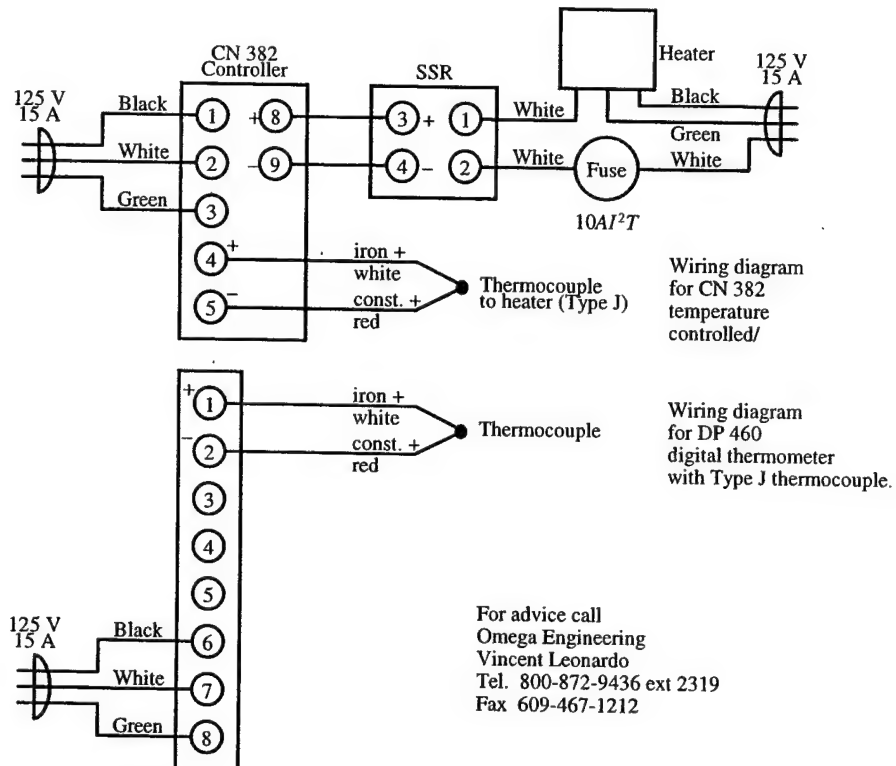 CN 382
Controller
SSR
Heater
125 V
15 A
125 V
15 A
Black
White
Green
1
2
3
4 +
5 −
+ 8
− 9
3 +
4 −
1
2
White
White
Fuse
10AI²T
Black
Green
White
iron +
white
const. +
red
Thermocouple
to heater (Type J)
Wiring diagram
for CN 382
temperature
controlled/
+ 1
− 2
3
4
5
6
7
8
iron +
white
const. +
red
Thermocouple
Wiring diagram
for DP 460
digital thermometer
with Type J thermocouple.
125 V
15 A
Black
White
Green
For advice call
Omega Engineering
Vincent Leonardo
Tel. 800-872-9436 ext 2319
Fax 609-467-1212